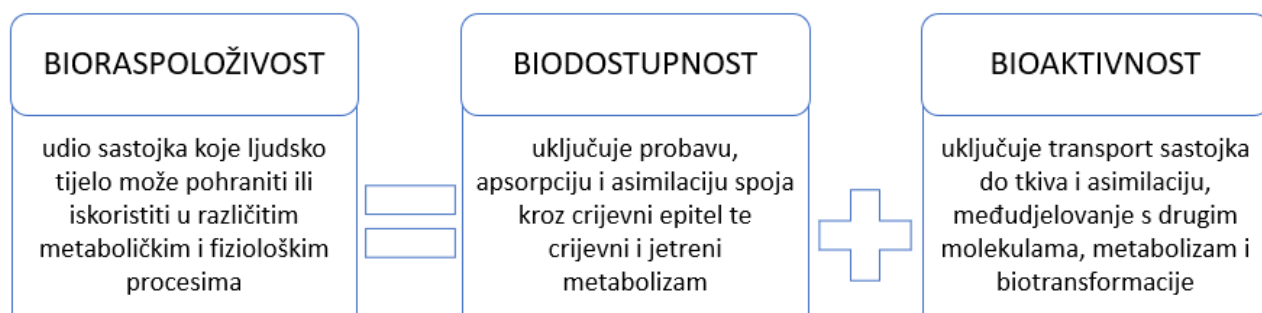 BIORASPOLOŽIVOST
udio sastojka koje ljudsko
tijelo može pohraniti ili
iskoristiti u različitim
metaboličkim i fiziološkim
procesima
BIODOSTUPNOST
uključuje probavu,
apsorpciju i asimilaciju spoja
kroz crijevni epitel te
crijevni i jetreni
metabolizam
BIOAKTIVNOST
uključuje transport sastojka
do tkiva i asimilaciju,
međudjelovanje s drugim
molekulama, metabolizam i
biotransformacije